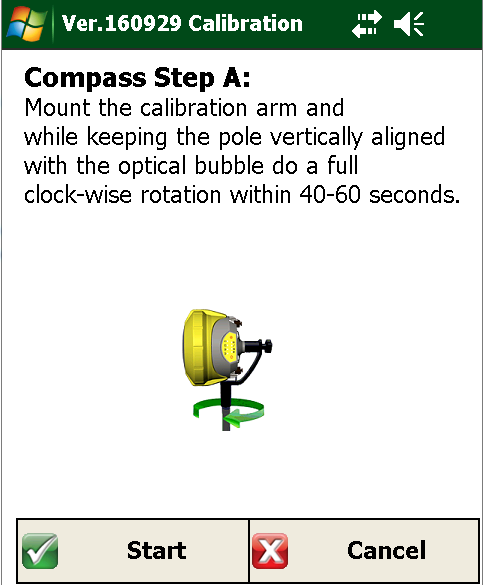 Ver.160929 Calibration
Compass Step A:
Mount the calibration arm and
while keeping the pole vertically aligned
with the optical bubble do a full
clock-wise rotation within 40-60 seconds.
Start
Cancel